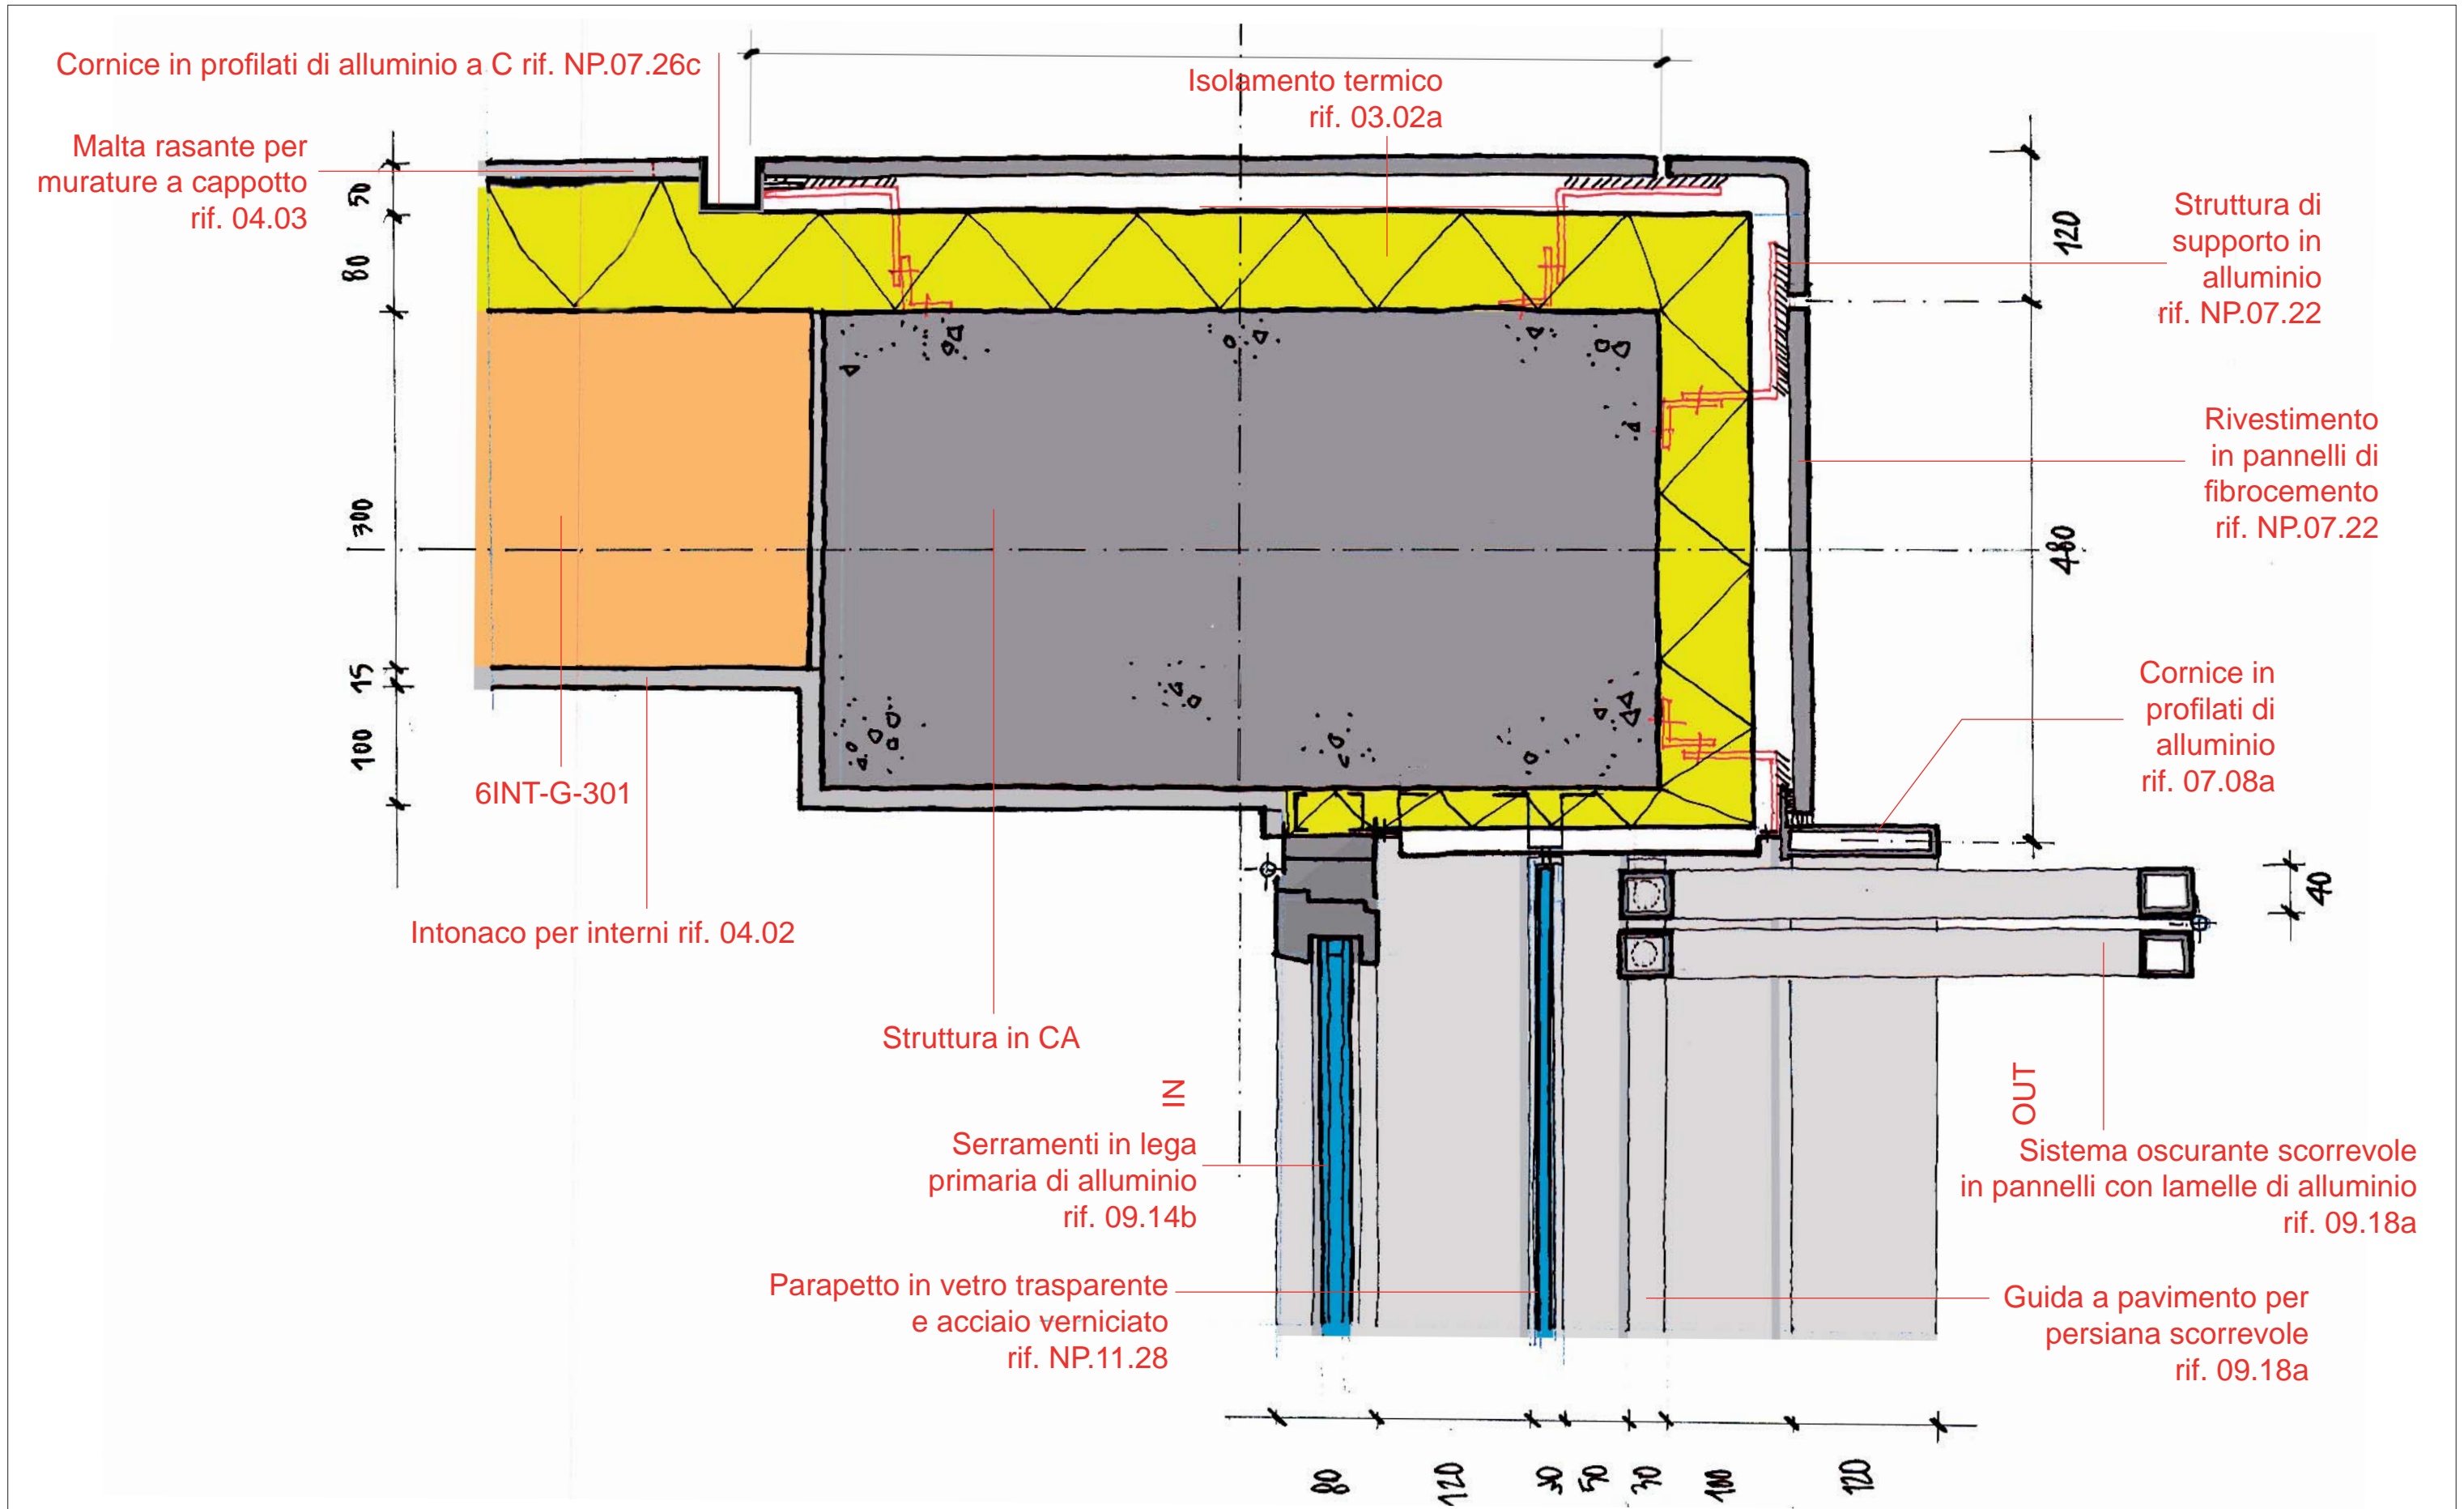 Cornice in profilati di alluminio a C rif. NP.07.26c
Isolamento termico
rif. 03.02a
Malta rasante per
murature a cappotto
rif. 04.03
Struttura di
supporto in
alluminio
rif. NP.07.22
Rivestimento
in pannelli di
fibrocemento
rif. NP.07.22
Cornice in
profilati di
alluminio
rif. 07.08a
50
80
300
15
100
120
480
40
6INT-G-301
Intonaco per interni rif. 04.02
Struttura in CA
IN
OUT
Serramenti in lega
primaria di alluminio
rif. 09.14b
Sistema oscurante scorrevole
in pannelli con lamelle di alluminio
rif. 09.18a
Parapetto in vetro trasparente
e acciaio verniciato
rif. NP.11.28
Guida a pavimento per
persiana scorrevole
rif. 09.18a
80
120
30
50
30
100
120